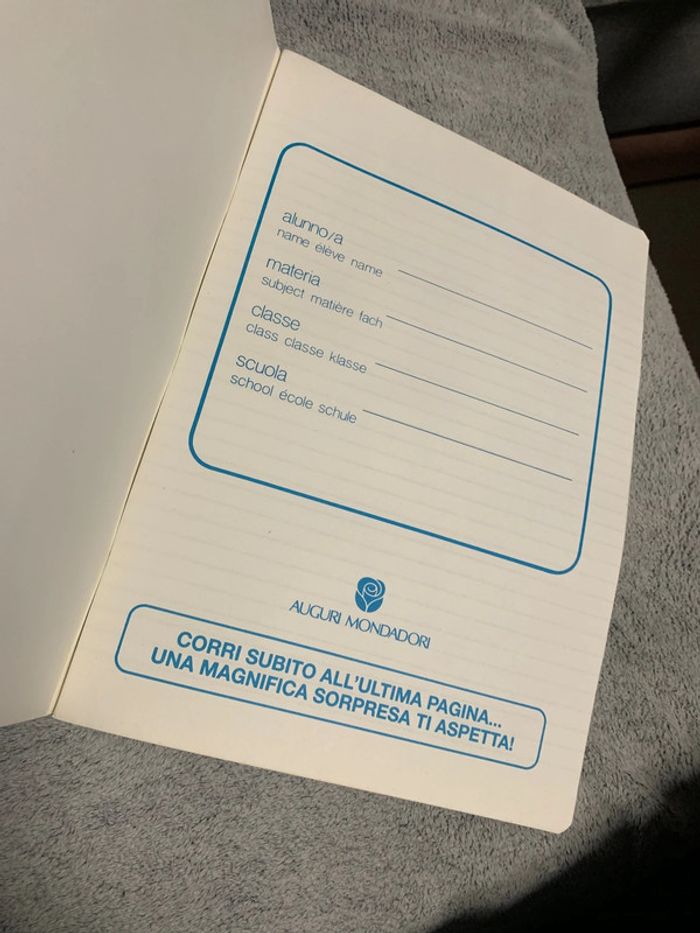 alunno/a
name élève name
materia
subject matière fach
classe
class classe klasse
scuola
school école schule
AUGURI MONDADORI
CORRI SUBITO ALL'ULTIMA PAGINA...
UNA MAGNIFICA SORPRESA TI ASPETTA!